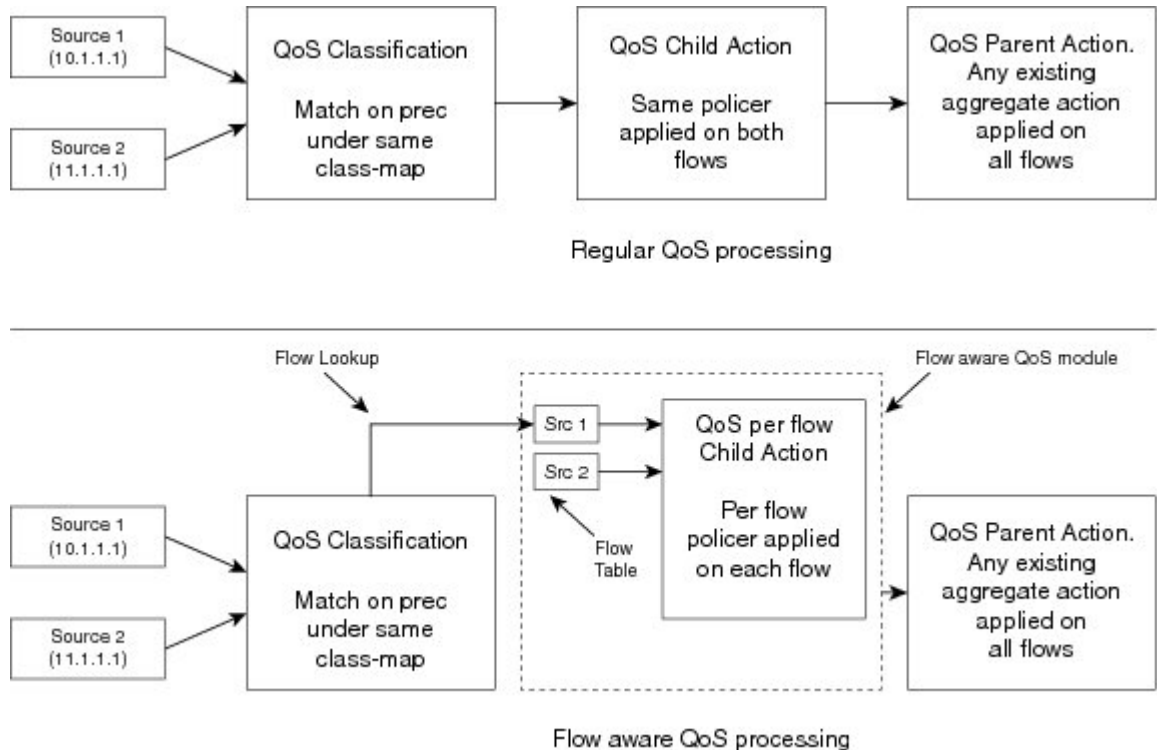 Source 1
(10.1.1.1)
Source 2
(11.1.1.1)
QoS Classification
Match on prec
under same
class-map
QoS Child Action
Same policer
applied on both
flows
QoS Parent Action.
Any existing
aggregate action
applied on
all flows
Regular QoS processing
Flow Lookup
Flow aware QoS module
Source 1
(10.1.1.1)
Source 2
(11.1.1.1)
QoS Classification
Match on prec
under same
class-map
Src 1
Src 2
Flow
Table
QoS per flow
Child Action
Per flow
policer applied
on each flow
QoS Parent Action.
Any existing
aggregate action
applied on
all flows
Flow aware QoS processing